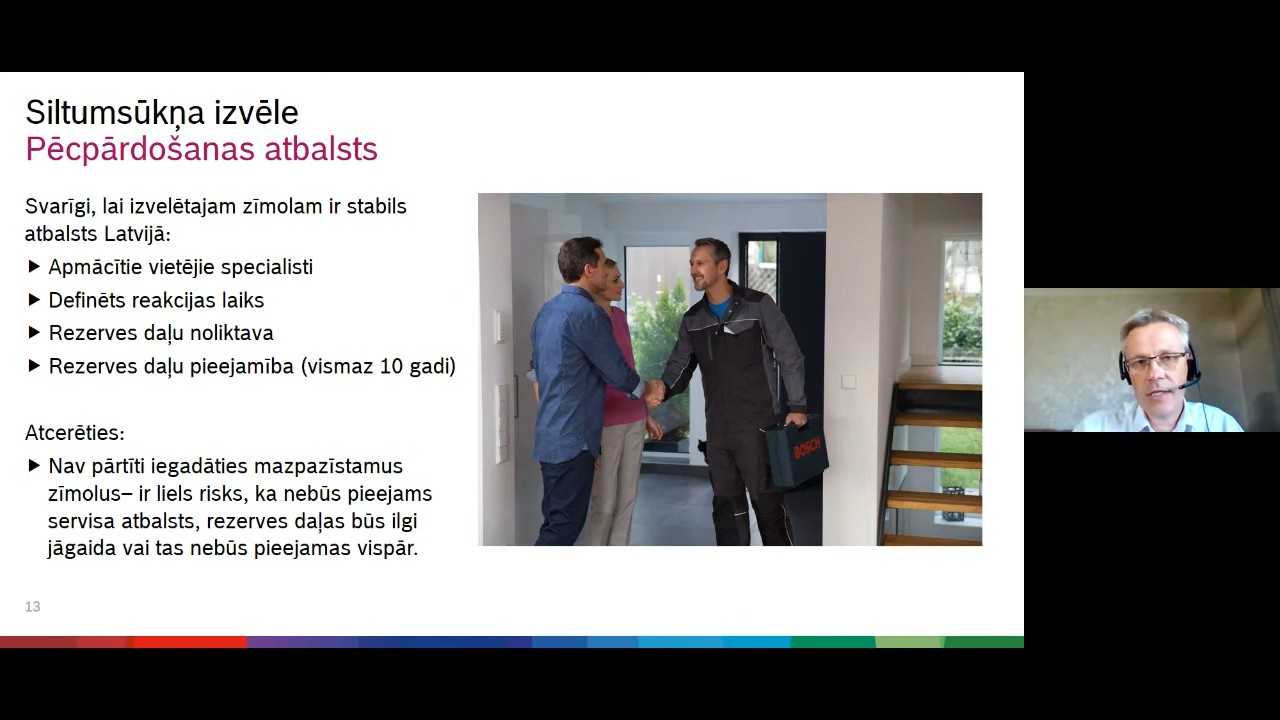 Siltumsūkņa izvēle
Pēcpārdošanas atbalsts
Svarīgi, lai izvelētajam zīmolam ir stabils
atbalsts Latvijā:
Apmācītie vietējie specialisti
Definēts reakcijas laiks
Rezerves daļu noliktava
Rezerves daļu pieejamība (vismaz 10 gadi)
Atcerēties:
Nav pārtīti iegadāties mazpazīstamus
zīmolus– ir liels risks, ka nebūs pieejams
servisa atbalsts, rezerves daļas būs ilgi
jāgaida vai tas nebūs pieejamas vispār.
BOSCH
13